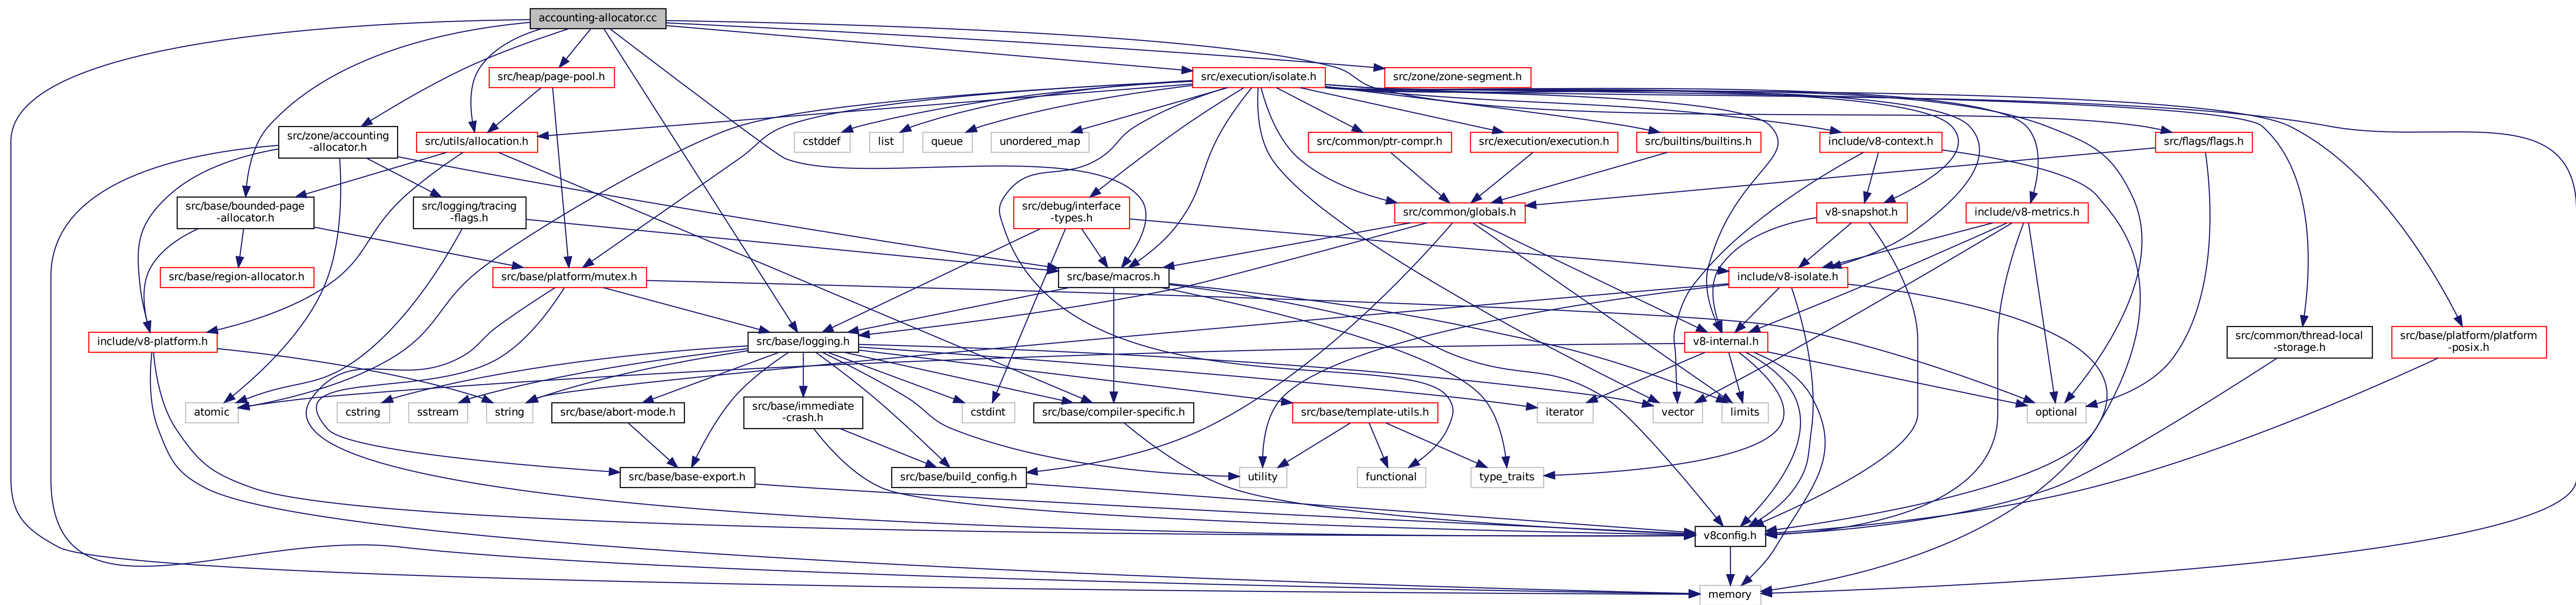 accounting-allocator.cc
src/heap/page-pool.h
src/execution/isolate.h
src/zone/zone-segment.h
src/zone/accounting
-allocator.h
src/utils/allocation.h
cstddef
list
queue
unordered_map
src/common/ptr-compr.h
src/execution/execution.h
src/builtins/builtins.h
include/v8-context.h
src/flags/flags.h
src/base/bounded-page
-allocator.h
src/logging/tracing
-flags.h
src/debug/interface
-types.h
src/common/globals.h
v8-snapshot.h
include/v8-metrics.h
src/base/region-allocator.h
src/base/platform/mutex.h
src/base/macros.h
include/v8-isolate.h
include/v8-platform.h
src/base/logging.h
v8-internal.h
src/common/thread-local
-storage.h
src/base/platform/platform
-posix.h
atomic
cstring
sstream
string
src/base/abort-mode.h
src/base/immediate
-crash.h
cstdint
src/base/compiler-specific.h
src/base/template-utils.h
iterator
vector
limits
optional
src/base/base-export.h
src/base/build_config.h
utility
functional
type_traits
v8config.h
memory